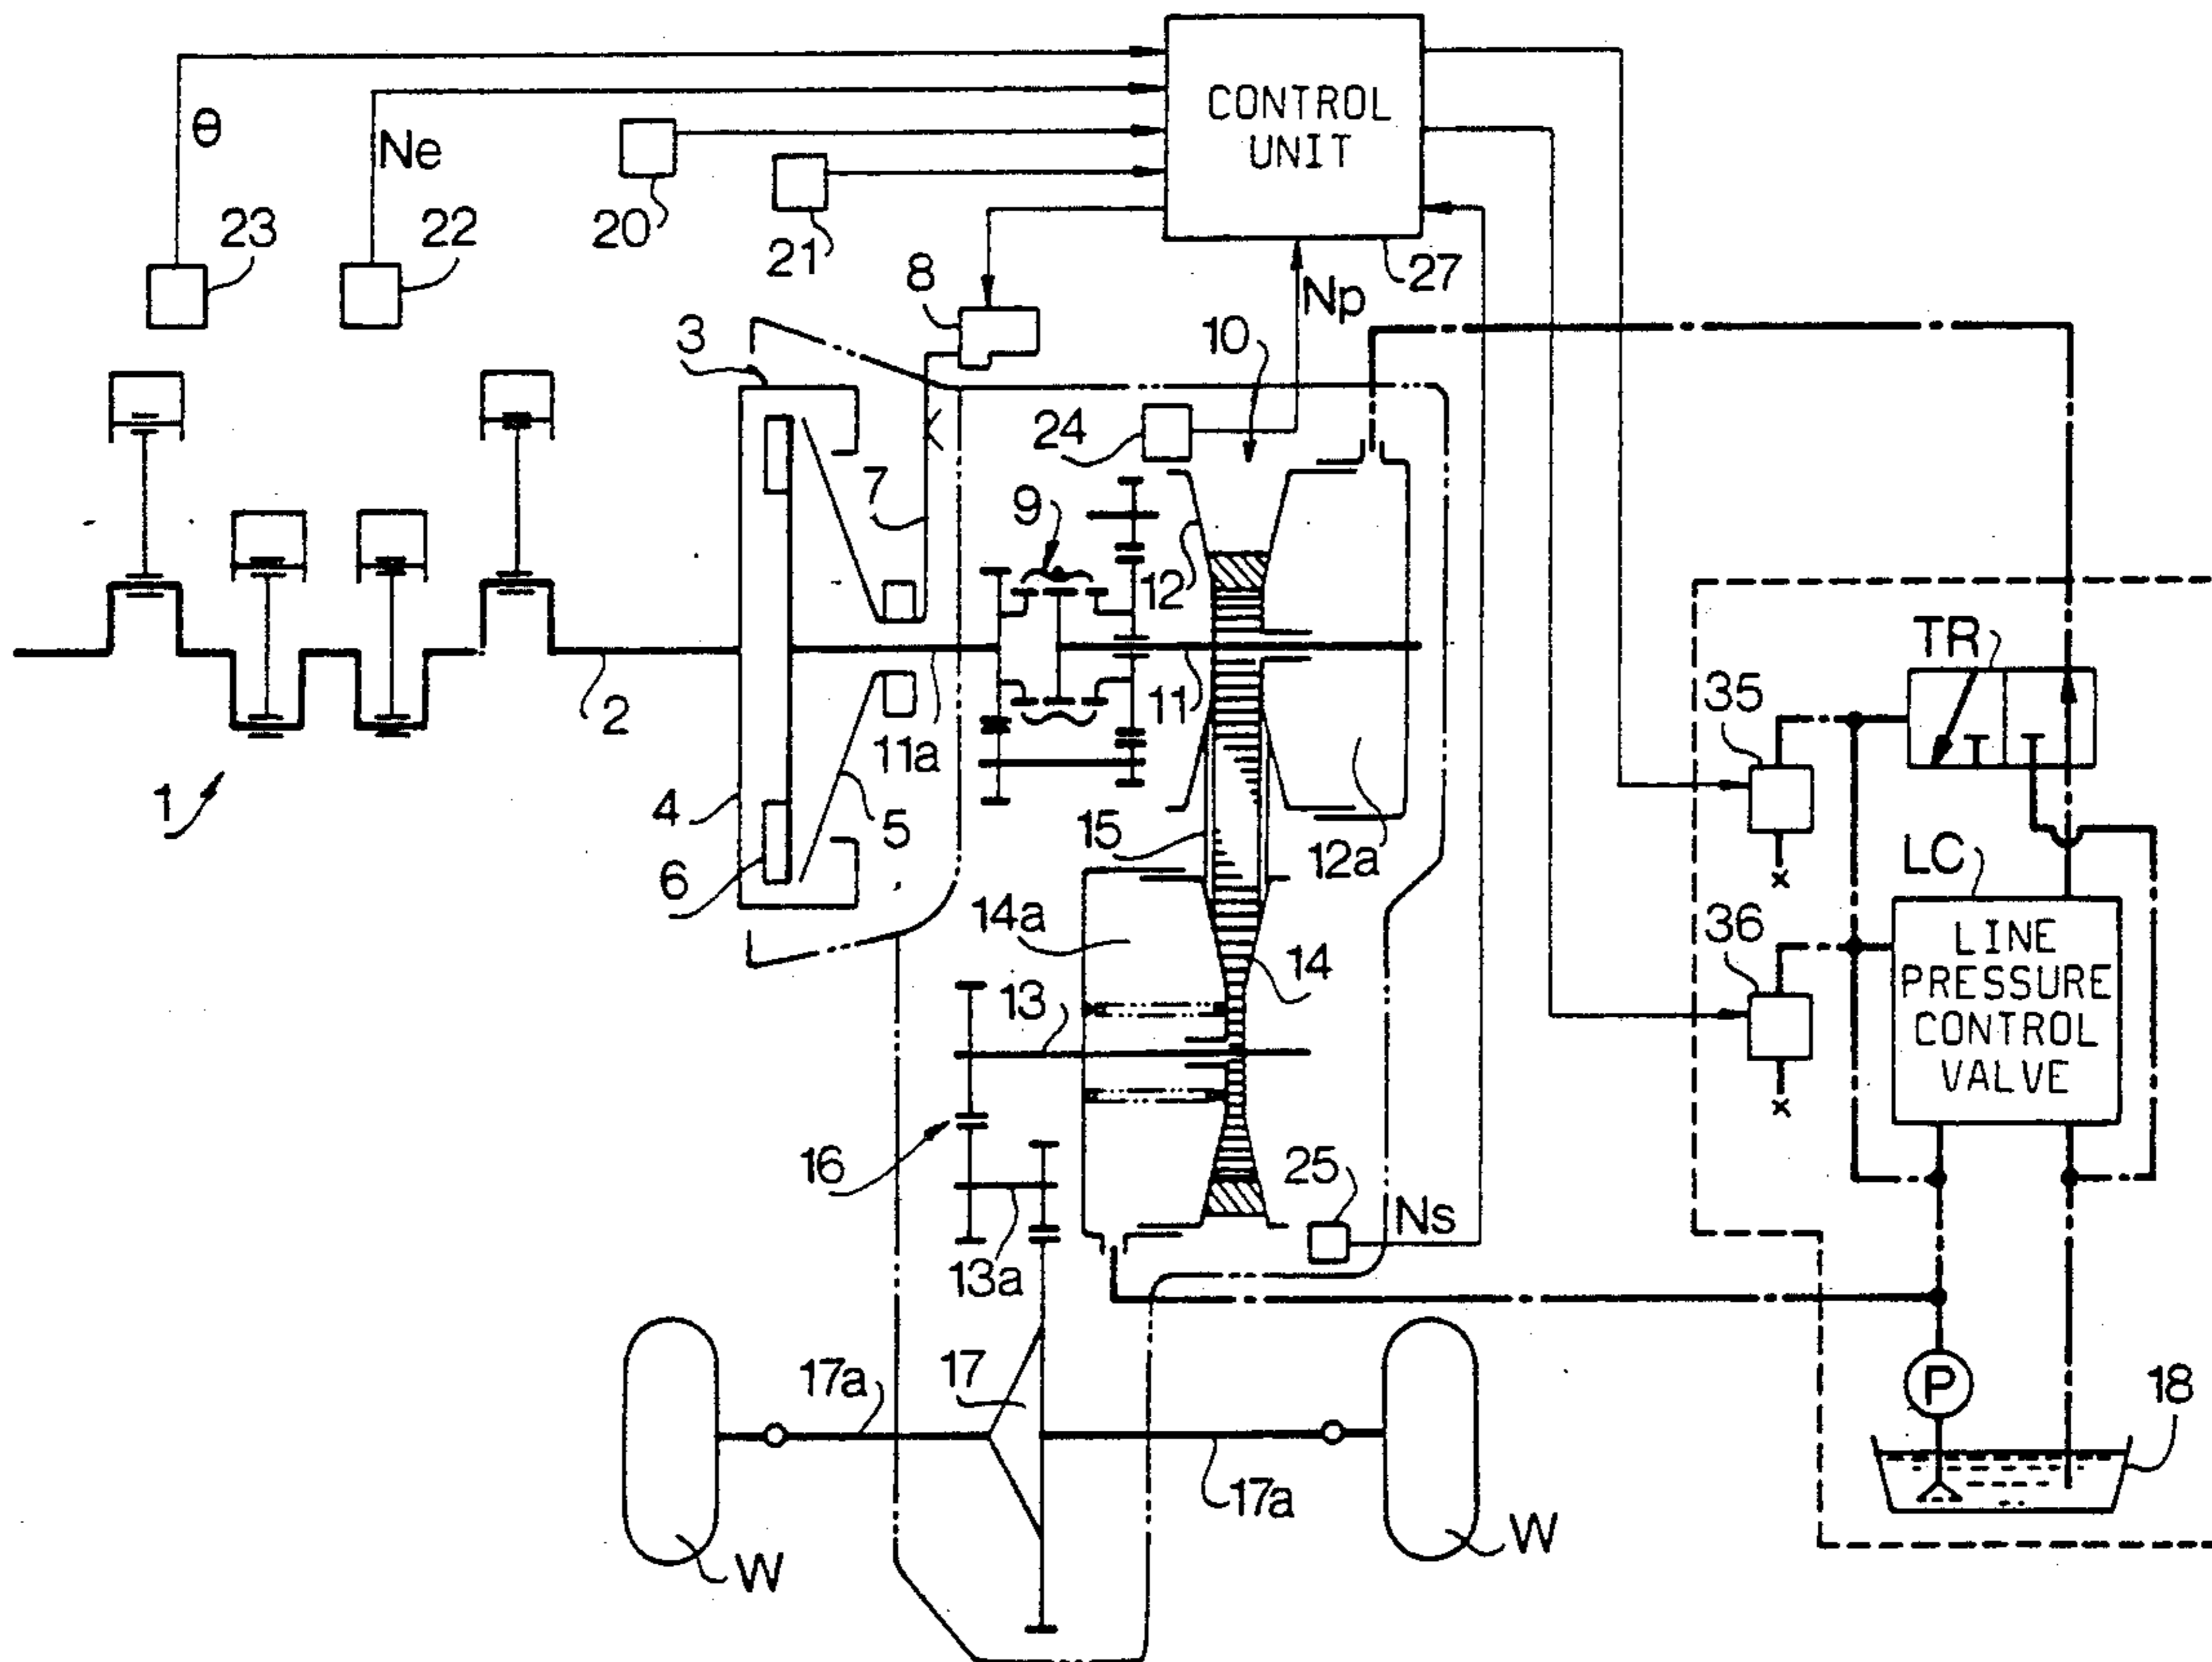 CONTROL
UNIT
θ
Ne
23
22
20
21
8
27
Np
3
10
24
7
9
12
TR
35
2
11
11a
1
4
5
15
12a
6
LC
14a
36
LINE
PRESSURE
CONTROL
VALVE
14
13
16
25
Ns
13a
17a
17
P
18
17a
W
W